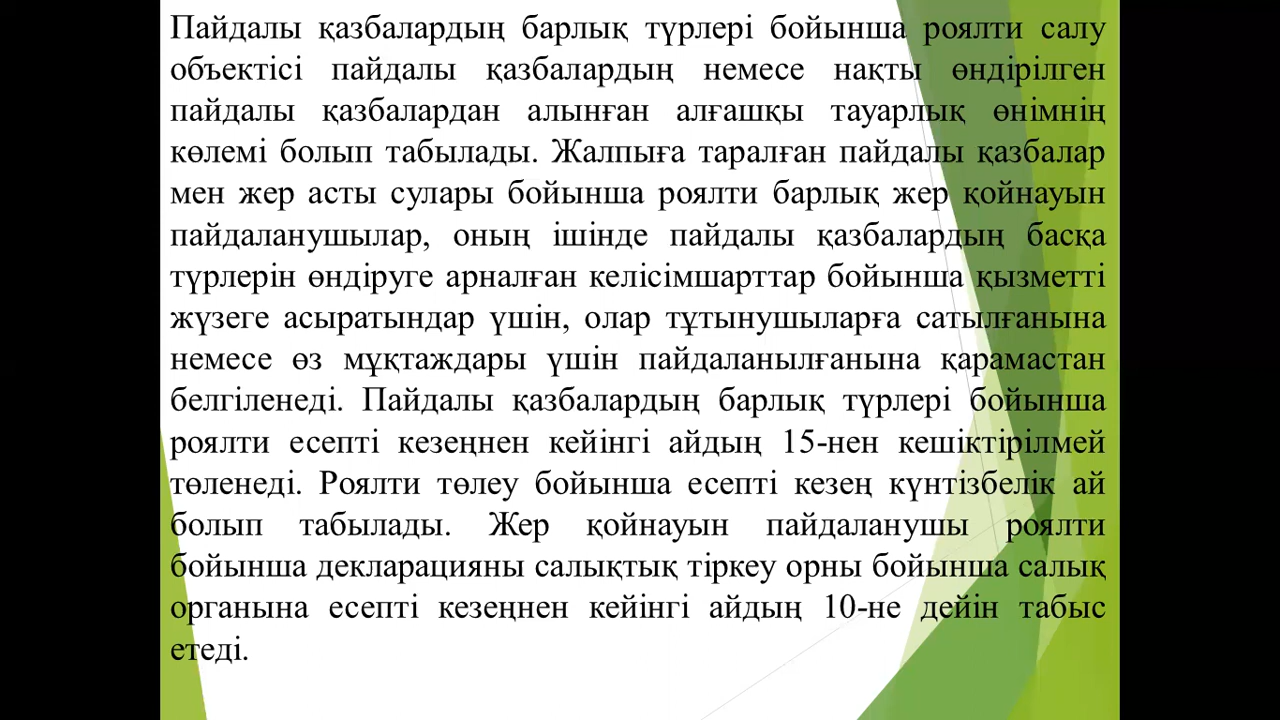 Пайдалы қазбалардың барлық түрлері бойынша роялти салу
объектісі пайдалы қазбалардың немесе нақты өндірілген
пайдалы қазбалардан алынған алғашқы тауарлық өнімнің
көлемі болып табылады. Жалпыға таралған пайдалы қазбалар
мен жер асты сулары бойынша роялти барлық жер қойнауын
пайдаланушылар, оның ішінде пайдалы қазбалардың басқа
түрлерін өндіруге арналған келісімшарттар бойынша қызметті
жүзеге асыратындар үшін, олар тұтынушыларға сатылғанына
немесе өз мұқтаждары үшін пайдаланылғанына қарамастан
белгіленеді. Пайдалы қазбалардың барлық түрлері бойынша
роялти есепті кезеңнен кейінгі айдың 15-нен кешіктірілмей
төленеді. Роялти төлеу бойынша есепті кезең күнтізбелік ай
болып табылады. Жер қойнауын пайдаланушы роялти
бойынша декларацияны салықтық тіркеу орны бойынша салық
органына есепті кезеңнен кейінгі айдың 10-не дейін табыс
етеді.